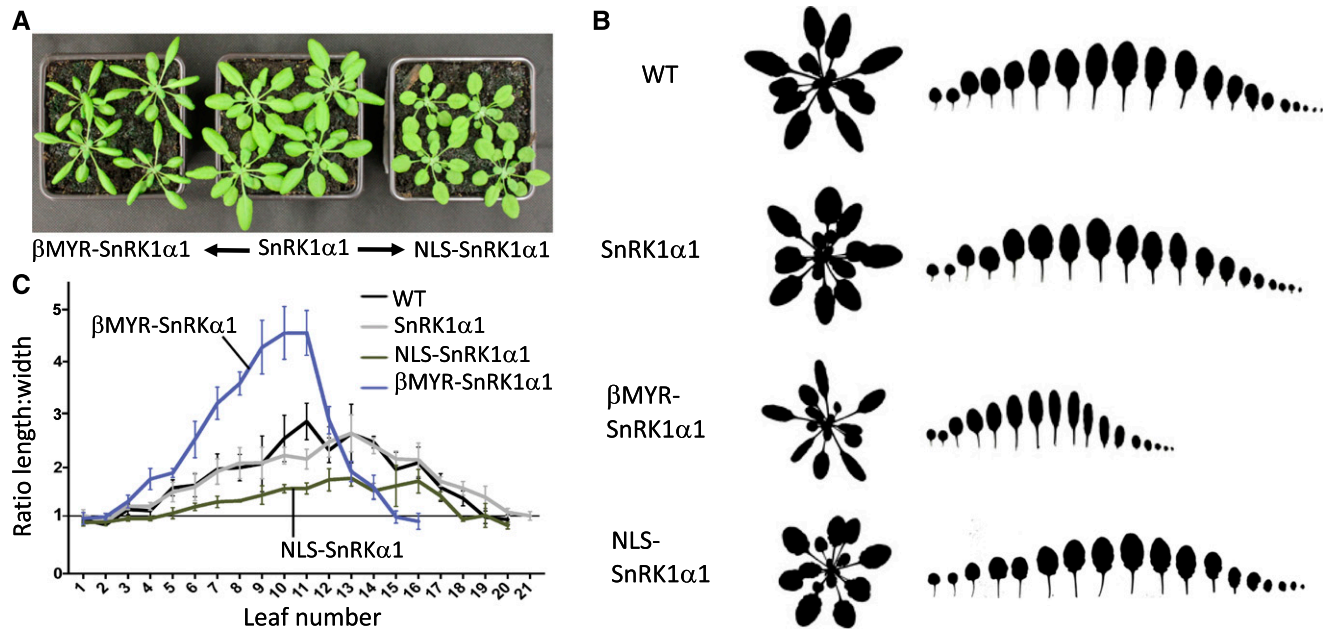 A
βMYR-SnRK1α1 SnRK1α1 NLS-SnRK1α1
B
WT
SnRK1α1
βMYR-
SnRK1α1
NLS-
SnRK1α1
C
Ratio length:width
5
4
3
2
1
0
βMYR-SnRKα1
WT
SnRK1α1
NLS-SnRK1α1
βMYR-SnRK1α1
NLS-SnRKα1
1 2 3 4 5 6 7 8 9 10 11 12 13 14 15 16 17 18 19 20 21
Leaf number